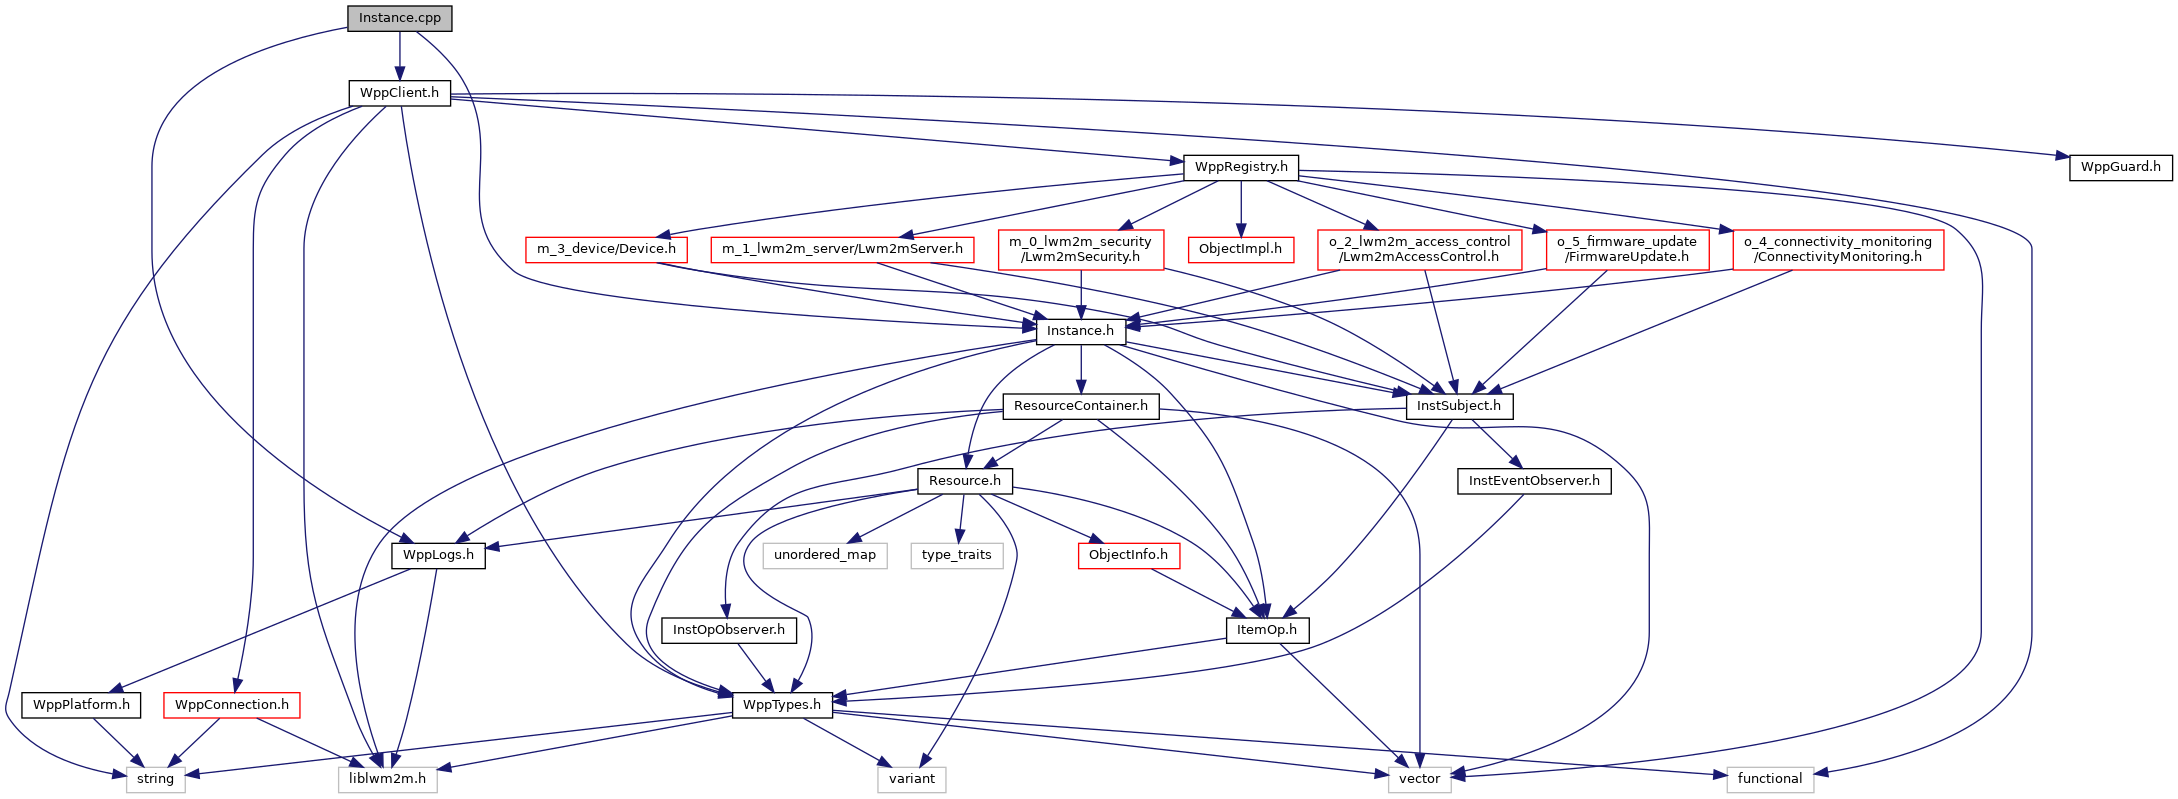 Instance.cpp
WppClient.h
WppRegistry.h
WppGuard.h
m_3_device/Device.h
m_1_lwm2m_server/Lwm2mServer.h
m_0_lwm2m_security
/Lwm2mSecurity.h
ObjectImpl.h
o_2_lwm2m_access_control
/Lwm2mAccessControl.h
o_5_firmware_update
/FirmwareUpdate.h
o_4_connectivity_monitoring
/ConnectivityMonitoring.h
Instance.h
ResourceContainer.h
InstSubject.h
Resource.h
InstEventObserver.h
WppLogs.h
unordered_map
type_traits
ObjectInfo.h
InstOpObserver.h
ItemOp.h
WppPlatform.h
WppConnection.h
WppTypes.h
string
liblwm2m.h
variant
vector
functional